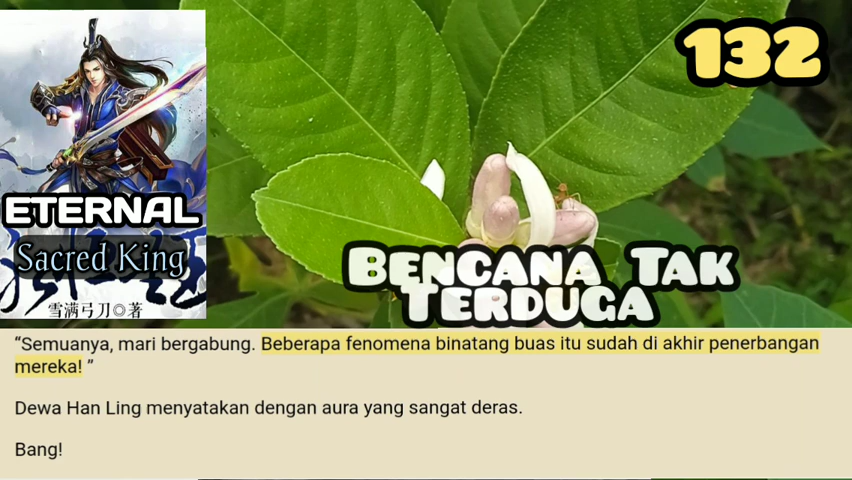 132
ETERNAL
Sacred King
雪满弓刀◎著
BENCANA TAK
TERDUGA
“Semuanya, mari bergabung. Beberapa fenomena binatang buas itu sudah di akhir penerbangan
mereka! ”
Dewa Han Ling menyatakan dengan aura yang sangat deras.
Bang!